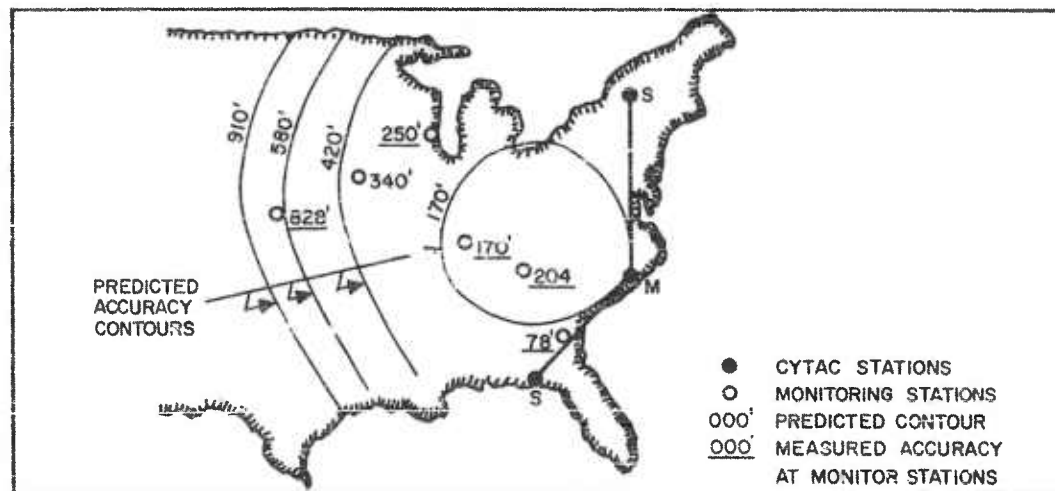 910'
580'
420'
250'
340'
170'
828'
170'
204
78'
S
M
S
PREDICTED
ACCURACY
CONTOURS
CYTAC STATIONS
MONITORING STATIONS
000' PREDICTED CONTOUR
000' MEASURED ACCURACY
AT MONITOR STATIONS